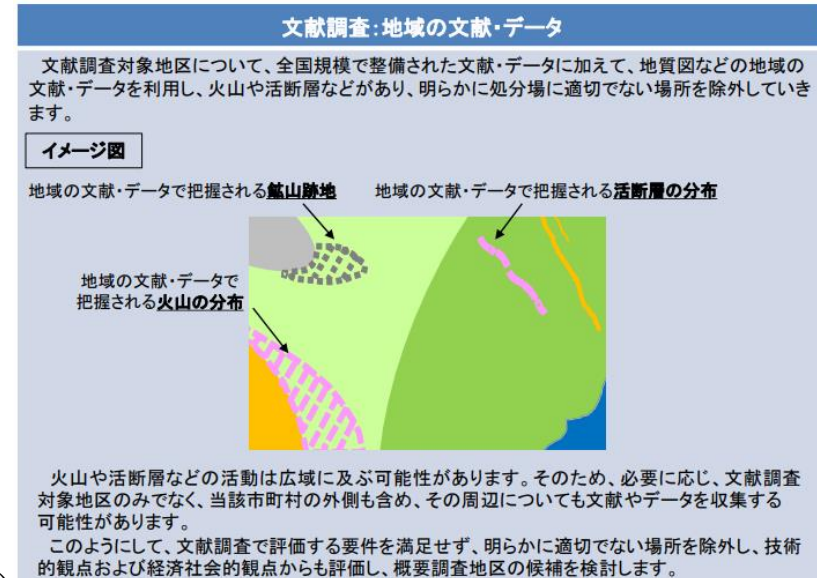 文献調査:地域の文献・データ
文献調査対象地区について、全国規模で整備された文献・データに加えて、地質図などの地域の
文献・データを利用し、火山や活断層などがあり、明らかに処分場に適切でない場所を除外していき
ます。
イメージ図
地域の文献・データで把握される鉱山跡地
地域の文献・データで把握される活断層の分布
地域の文献・データで
把握される火山の分布
火山や活断層などの活動は広域に及ぶ可能性があります。そのため、必要に応じ、文献調査
対象地区のみでなく、当該市町村の外側も含め、その周辺についても文献やデータを収集する
可能性があります。
このようにして、文献調査で評価する要件を満足せず、明らかに適切でない場所を除外し、技術
的観点および経済社会的観点からも評価し、概要調査地区の候補を検討します。